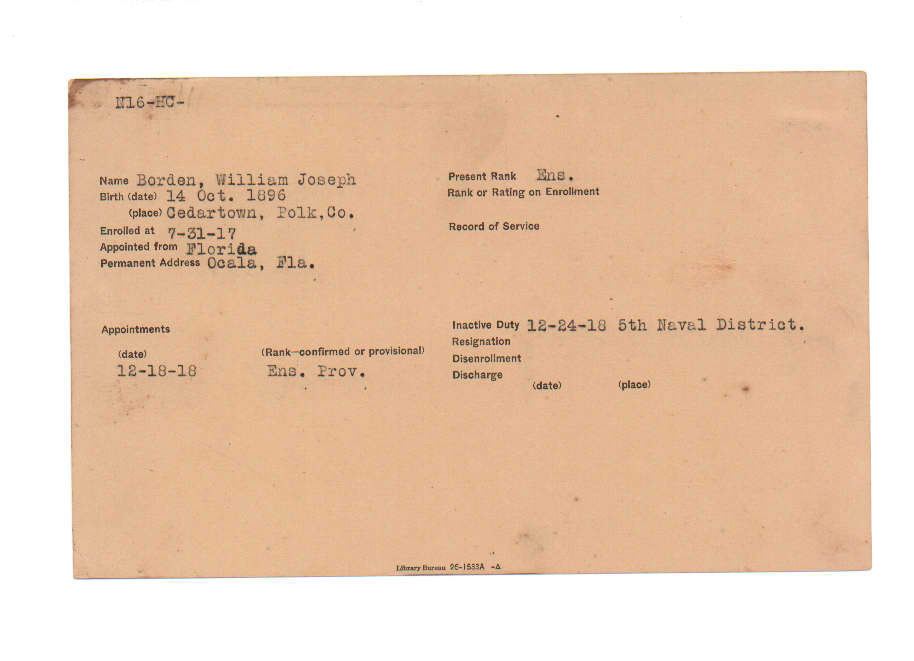 N16-HC-
Name Borden, William Joseph
Birth (date) 14 Oct. 1896
(place) Cedartown, Polk,Co.
Enrolled at 7-31-17
Appointed from Florida
Permanent Address Ocala, Fla.
Present Rank Ens.
Rank or Rating on Enrollment
Record of Service
Appointments
(date) (Rank—confirmed or provisional)
12-18-18 Ens. Prov.
Inactive Duty 12-24-18 5th Naval District.
Resignation
Disenrollment
Discharge
(date) (place)
Library Bureau 26-1533A -A